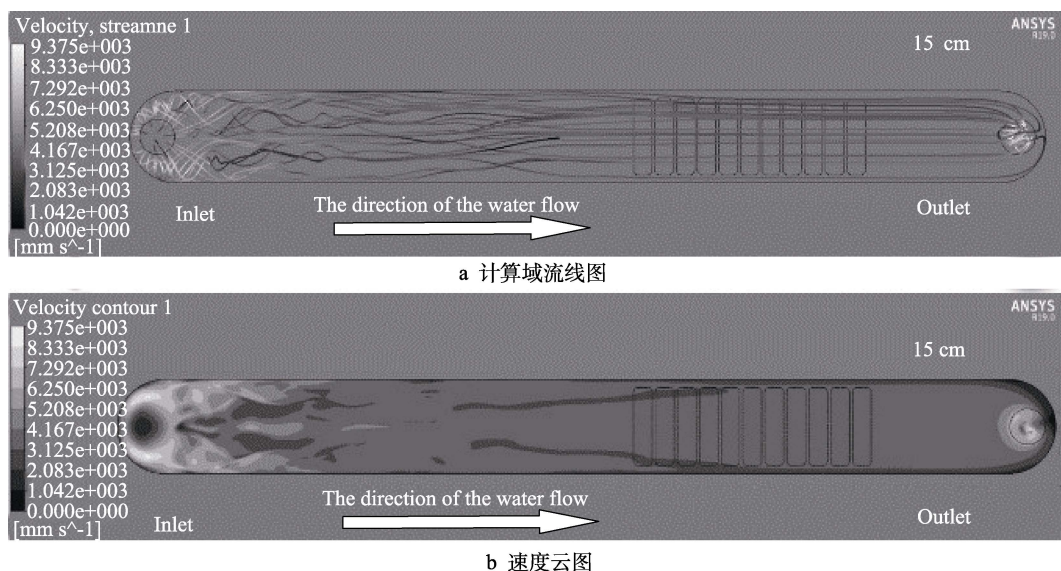 Velocity, streamne 1
ANSYS
R19.0
9.375e+003
8.333e+003
7.292e+003
6.250e+003
5.208e+003
4.167e+003
3.125e+003
2.083e+003
1.042e+003
0.000e+000
[mm s^-1]
15 cm
Inlet
The direction of the water flow
Outlet
a 计算域流线图
Velocity contour 1
ANSYS
R19.0
9.375e+003
8.333e+003
7.292e+003
6.250e+003
5.208e+003
4.167e+003
3.125e+003
2.083e+003
1.042e+003
0.000e+000
[mm s^-1]
15 cm
Inlet
The direction of the water flow
Outlet
b 速度云图